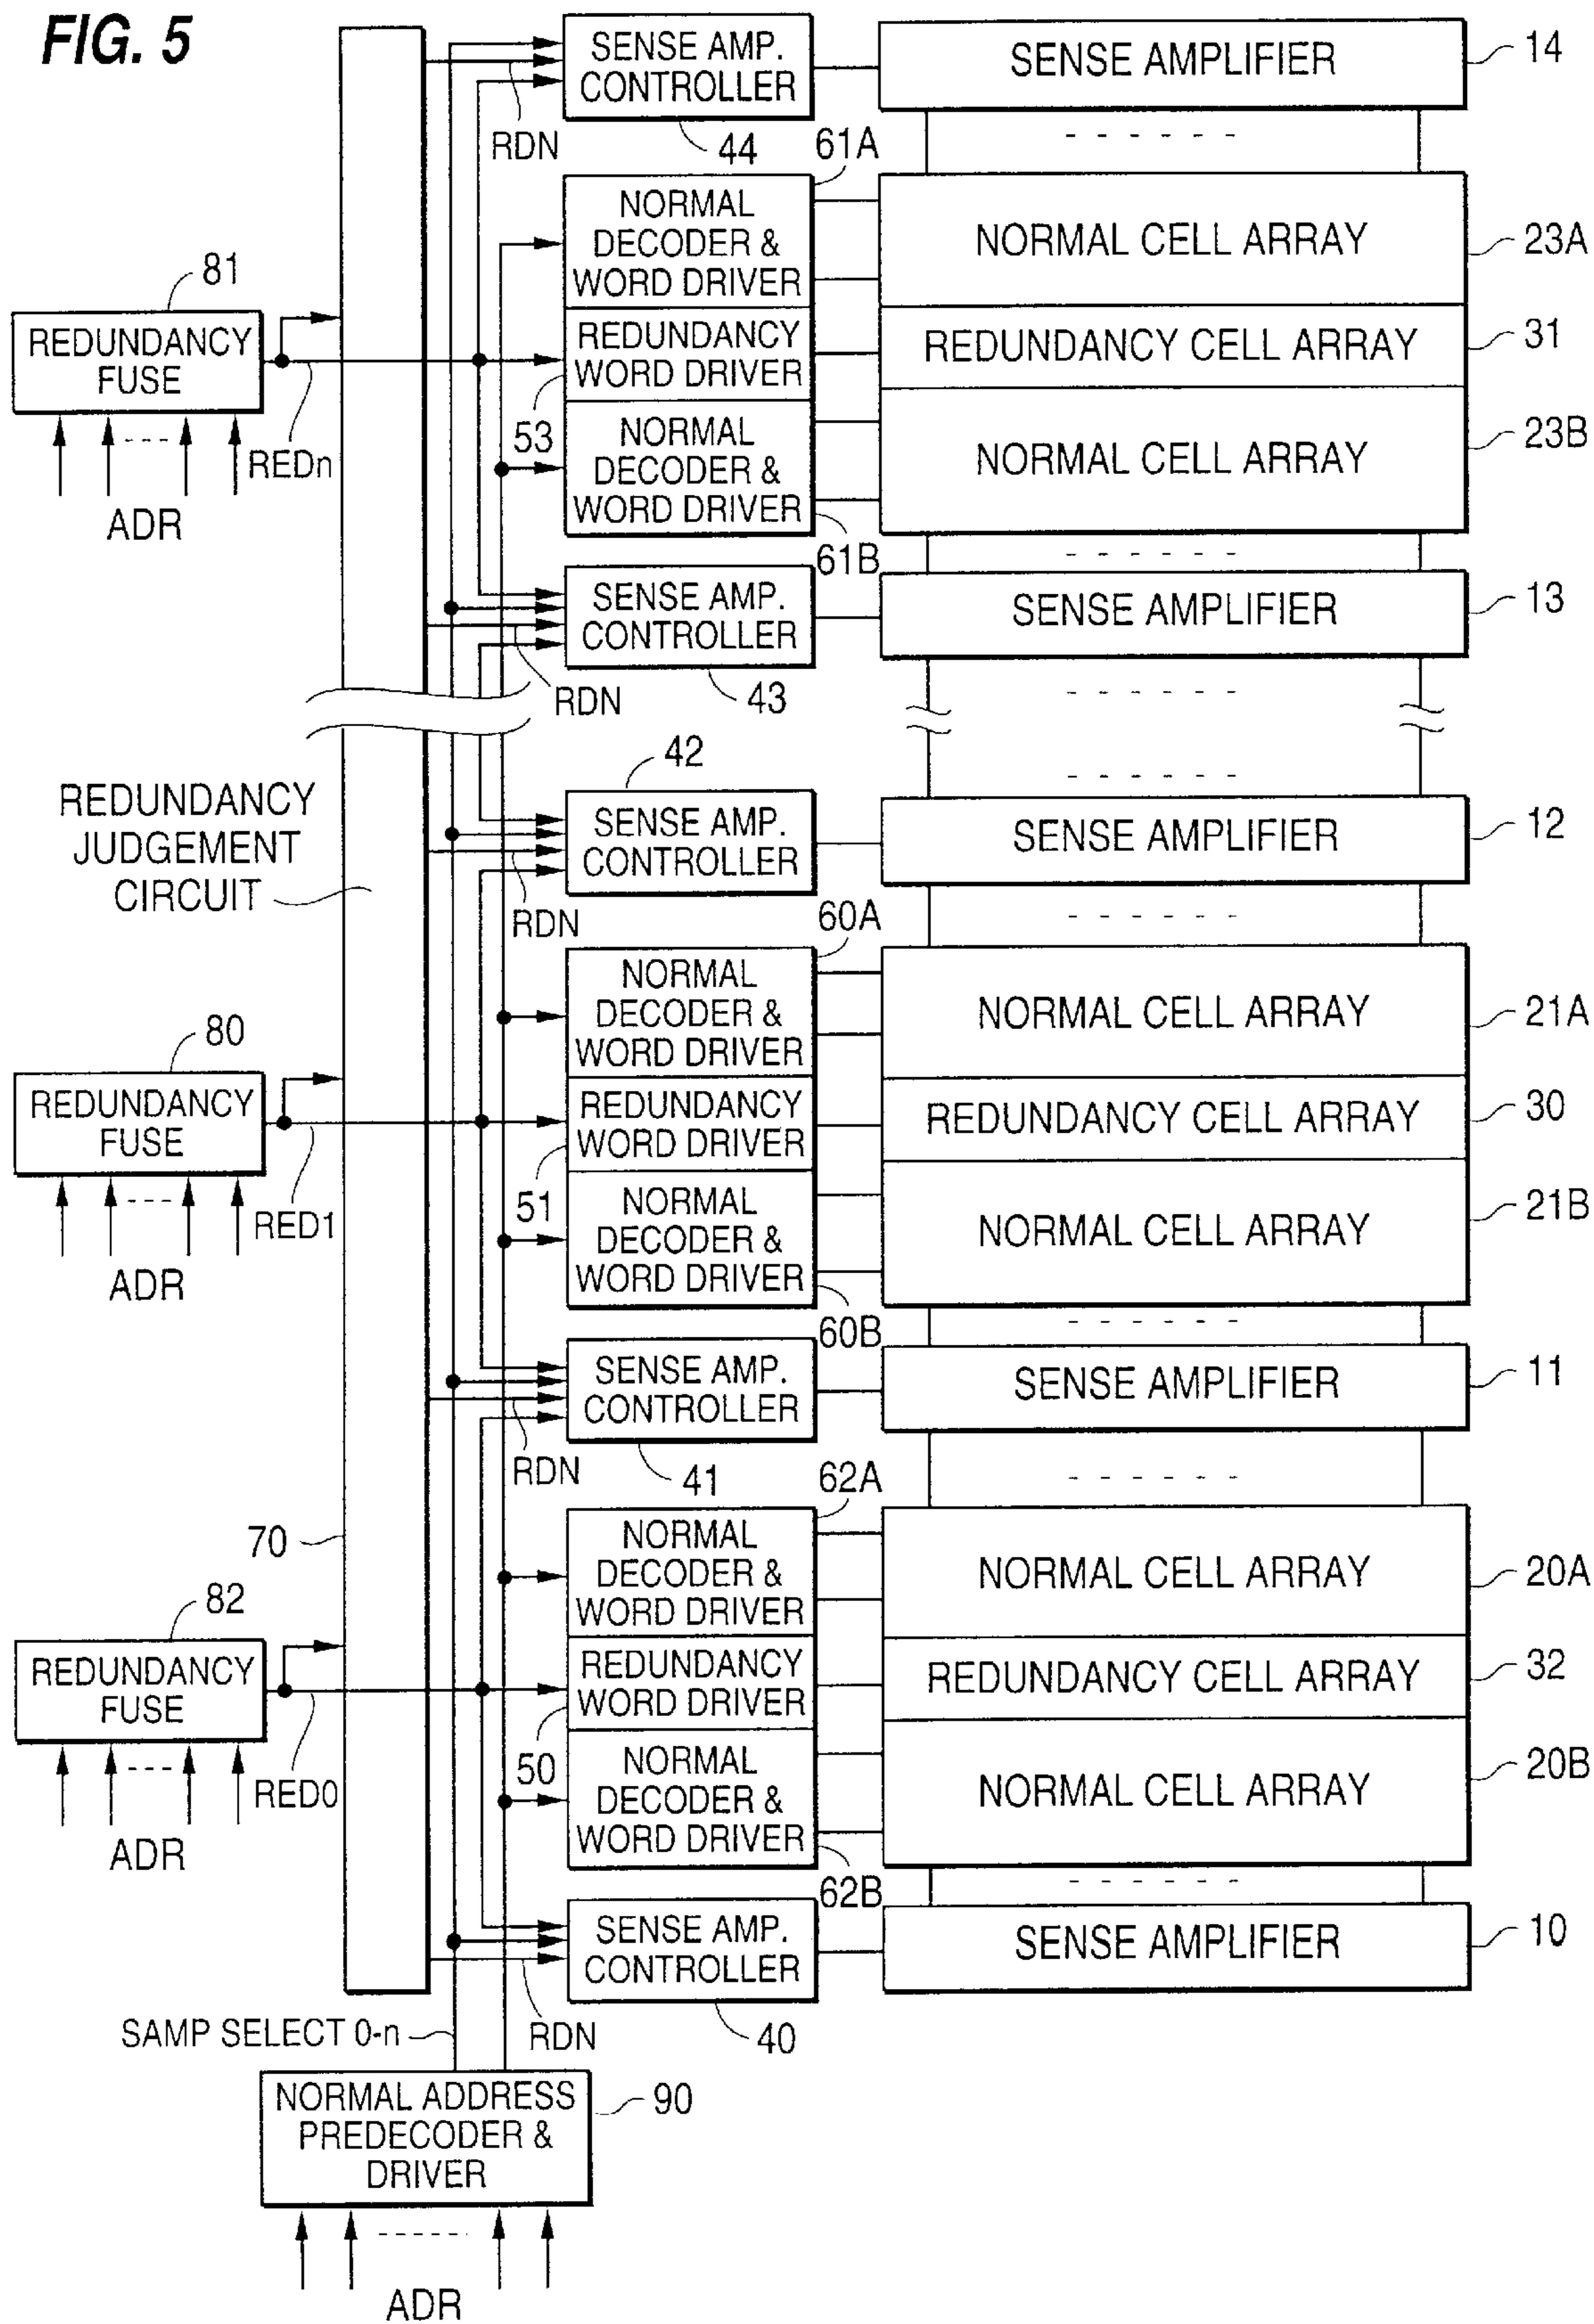 FIG. 5
SENSE AMP.
CONTROLLER
SENSE AMPLIFIER
14
RDN
44
61A
NORMAL
DECODER &
WORD DRIVER
NORMAL CELL ARRAY
23A
81
REDUNDANCY
FUSE
REDUNDANCY
WORD DRIVER
REDUNDANCY CELL ARRAY
31
REDn
ADR
53
NORMAL
DECODER &
WORD DRIVER
NORMAL CELL ARRAY
23B
61B
SENSE AMP.
CONTROLLER
SENSE AMPLIFIER
13
RDN
43
REDUNDANCY
JUDGEMENT
CIRCUIT
42
SENSE AMP.
CONTROLLER
SENSE AMPLIFIER
12
RDN
60A
NORMAL
DECODER &
WORD DRIVER
NORMAL CELL ARRAY
21A
80
REDUNDANCY
FUSE
REDUNDANCY
WORD DRIVER
REDUNDANCY CELL ARRAY
30
RED1
ADR
51
NORMAL
DECODER &
WORD DRIVER
NORMAL CELL ARRAY
21B
60B
SENSE AMP.
CONTROLLER
SENSE AMPLIFIER
11
RDN
41
62A
70
NORMAL
DECODER &
WORD DRIVER
NORMAL CELL ARRAY
20A
82
REDUNDANCY
FUSE
REDUNDANCY
WORD DRIVER
REDUNDANCY CELL ARRAY
32
RED0
ADR
50
NORMAL
DECODER &
WORD DRIVER
NORMAL CELL ARRAY
20B
62B
SENSE AMP.
CONTROLLER
SENSE AMPLIFIER
10
SAMP SELECT 0-n
RDN
40
NORMAL ADDRESS
PREDECODER &
DRIVER
90
ADR